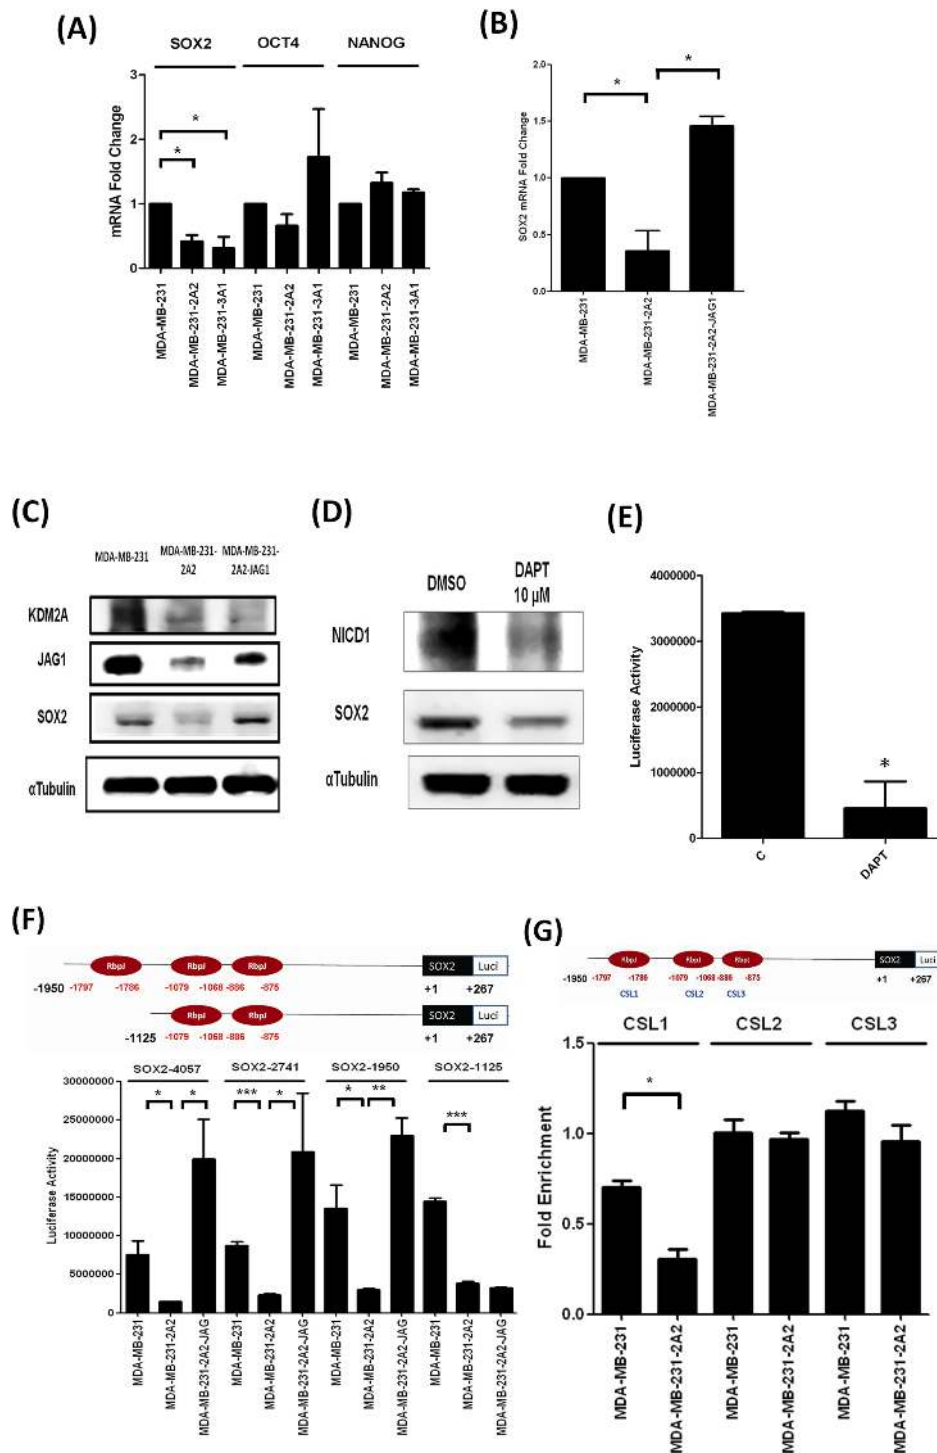 (A)
SOX2 OCT4 NANOG
mRNA Fold Change
3
2
1
0
* *
MDA-MB-231
MDA-MB-231-2A2
MDA-MB-231-3A1
MDA-MB-231
MDA-MB-231-2A2
MDA-MB-231-3A1
MDA-MB-231
MDA-MB-231-2A2
MDA-MB-231-3A1
(B)
SOX2 mRNA Fold Change
2.0
1.5
1.0
0.5
0.0
* *
MDA-MB-231
MDA-MB-231-2A2
MDA-MB-231-2A2-JAG1
(C)
MDA-MB-231
MDA-MB-231-
2A2
MDA-MB-231-
2A2-JAG1
KDM2A
JAG1
SOX2
αTubulin
(D)
DMSO
DAPT
10 µM
NICD1
SOX2
αTubulin
(E)
Luciferase Activity
4000000
3000000
2000000
1000000
0
*
C
DAPT
(F)
RbpJ RbpJ RbpJ SOX2 Luci
-1950 -1797 -1786 -1079 -1068 -886 -875 +1 +267
RbpJ RbpJ SOX2 Luci
-1125 -1079 -1068 -886 -875 +1 +267
SOX2-4057 SOX2-2741 SOX2-1950 SOX2-1125
* * *** * * ** ***
Luciferase Activity
30000000
25000000
20000000
15000000
10000000
5000000
0
MDA-MB-231
MDA-MB-231-2A2
MDA-MB-231-2A2-JAG
MDA-MB-231
MDA-MB-231-2A2
MDA-MB-231-2A2-JAG
MDA-MB-231
MDA-MB-231-2A2
MDA-MB-231-2A2-JAG
MDA-MB-231
MDA-MB-231-2A2
MDA-MB-231-2A2-JAG
(G)
RbpJ RbpJ RbpJ SOX2 Luci
-1950 -1797 -1786 -1079 -1068 -886 -875 +1 +267
CSL1 CSL2 CSL3
CSL1 CSL2 CSL3
Fold Enrichment
1.5
1.0
0.5
0.0
*
MDA-MB-231
MDA-MB-231-2A2
MDA-MB-231
MDA-MB-231-2A2
MDA-MB-231
MDA-MB-231-2A2